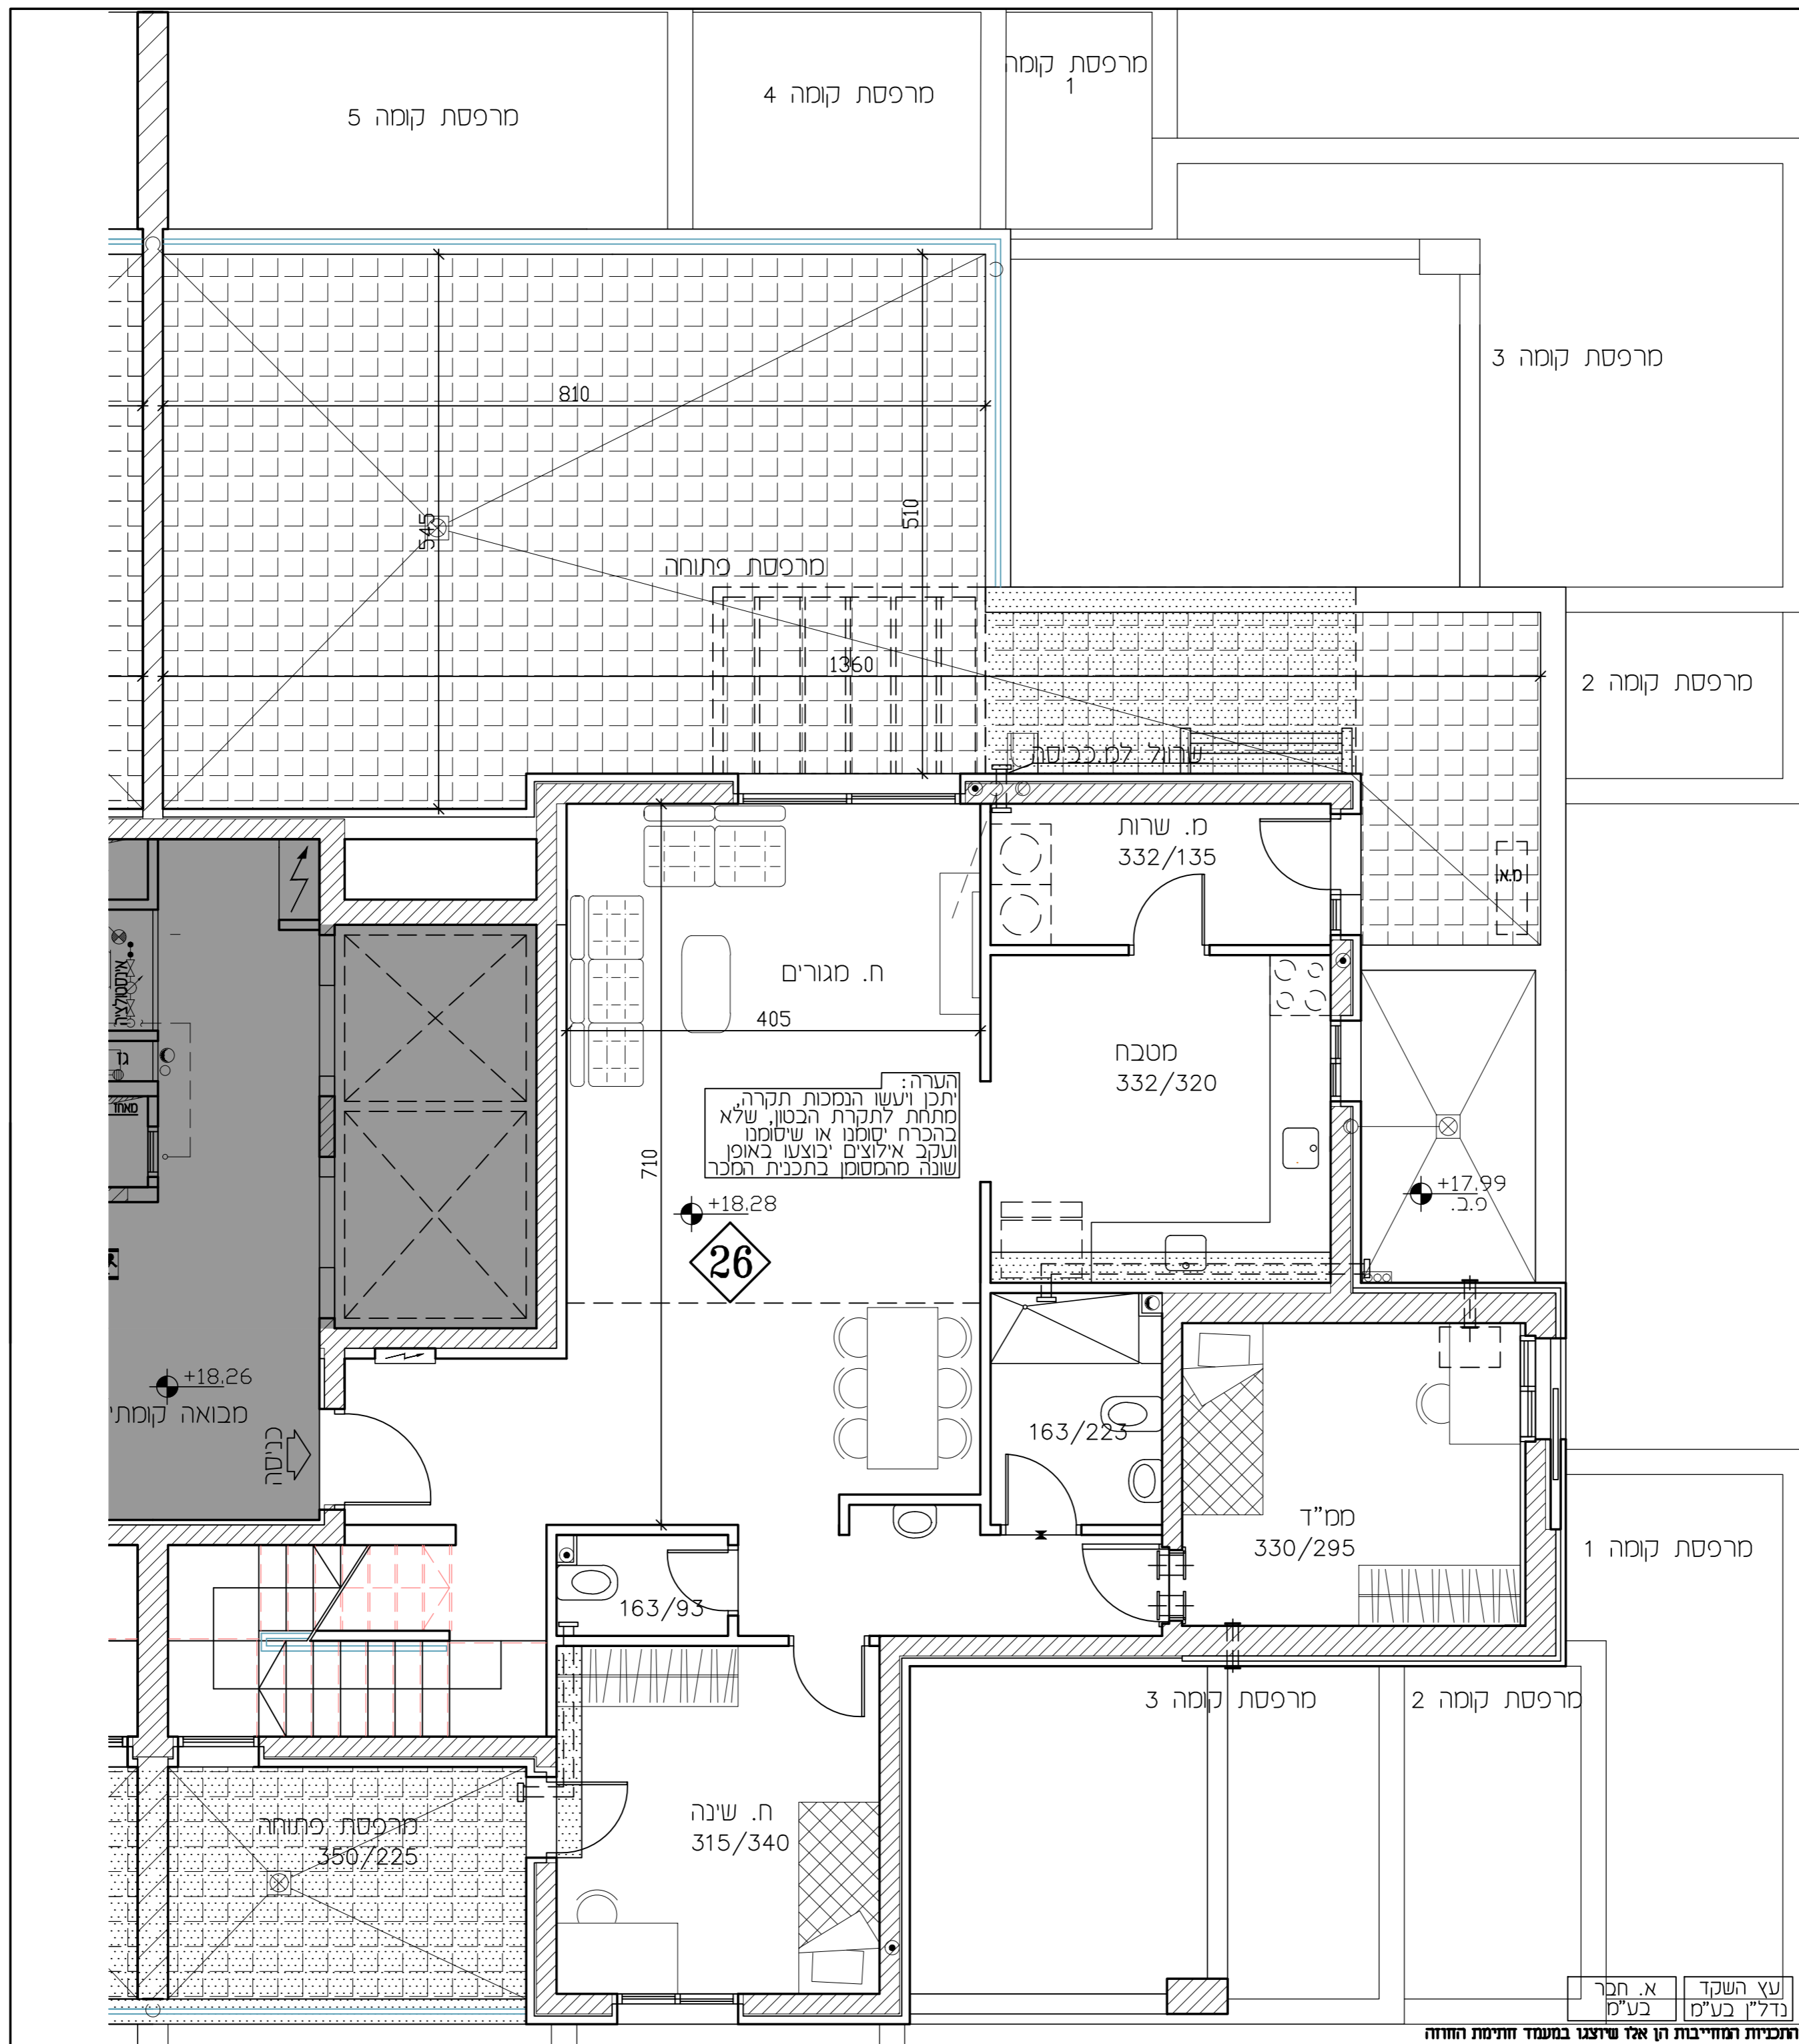 מרפסת קומה
1
מרפסת קומה 4
מרפסת קומה 5
מרפסת קומה 3
810
545
510
מרפסת פתוחה
1360
מרפסת קומה 2
שרוול למ.כביסה
מ. שרות
332/135
מ.א.
אינסטלציה
גז
מאחד
ח. מגורים
405
מטבח
332/320
הערה:
יתכן ויעשו הנמכות תקרה,
מתחת לתקרת הבטון, שלא
בהכרח יסומנו או שיסומנו
ועקב אילוצים יבוצעו באופן
שונה מהמסומן בתכנית המכר
710
+18.28
26
+17.99
פ.ב.
+18.26
מבואה קומתי
כניסה
163/223
ממ"ד
330/295
מרפסת קומה 1
163/93
מרפסת קומה 3
מרפסת קומה 2
מרפסת פתוחה
350/225
ח. שינה
315/340
עץ השקד
נדל"ן בע"מ
א. חבר
בע"מ
התכניות המחייבות הן אלו שיוצגו במעמד חתימת החוזה